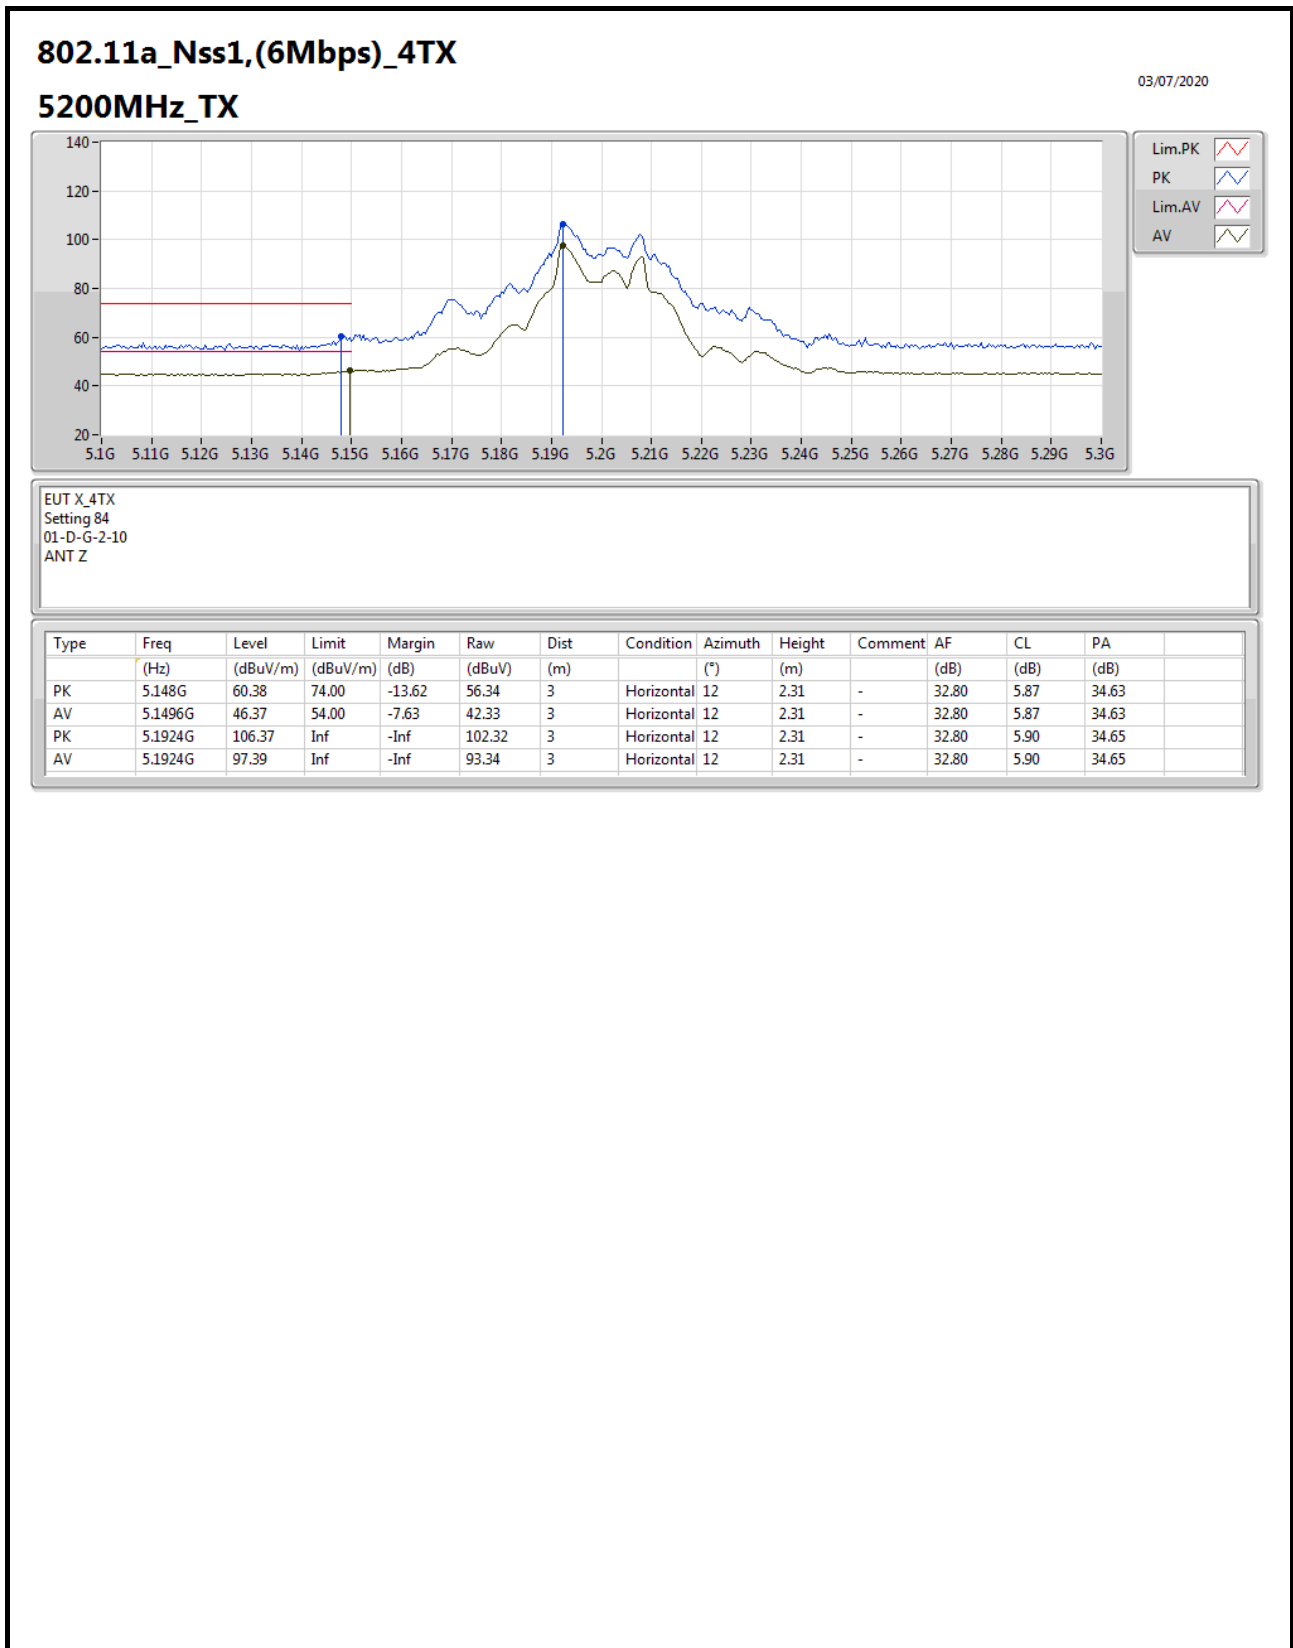 802.11a_Nss1,(6Mbps)_4TX
03/07/2020
5200MHz_TX
140
120
100
80
60
40
20
5.1G 5.11G 5.12G 5.13G 5.14G 5.15G 5.16G 5.17G 5.18G 5.19G 5.2G 5.21G 5.22G 5.23G 5.24G 5.25G 5.26G 5.27G 5.28G 5.29G 5.3G
Lim.PK
PK
Lim.AV
AV
EUT X_4TX
Setting 84
01-D-G-2-10
ANT Z
Type Freq Level Limit Margin Raw Dist Condition Azimuth Height Comment AF CL PA
(Hz) (dBuV/m) (dBuV/m) (dB) (dBuV) (m) (°) (m) (dB) (dB) (dB)
PK 5.148G 60.38 74.00 -13.62 56.34 3 Horizontal 12 2.31 - 32.80 5.87 34.63
AV 5.1496G 46.37 54.00 -7.63 42.33 3 Horizontal 12 2.31 - 32.80 5.87 34.63
PK 5.1924G 106.37 Inf -Inf 102.32 3 Horizontal 12 2.31 - 32.80 5.90 34.65
AV 5.1924G 97.39 Inf -Inf 93.34 3 Horizontal 12 2.31 - 32.80 5.90 34.65